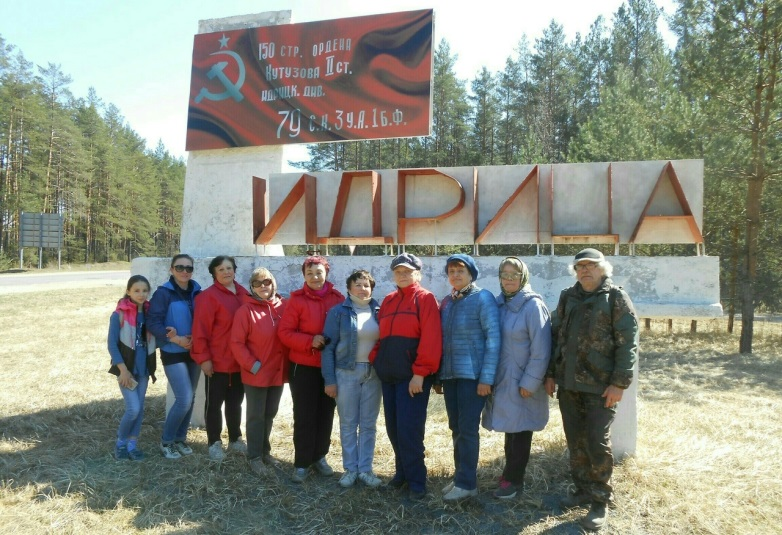 150 СТР. ОРДЕНА
КУТУЗОВА II СТ.
ИДРИЦК. ДИВ.
79 С.К. 3 У.А. 1 Б.Ф.
ИДРИЦА